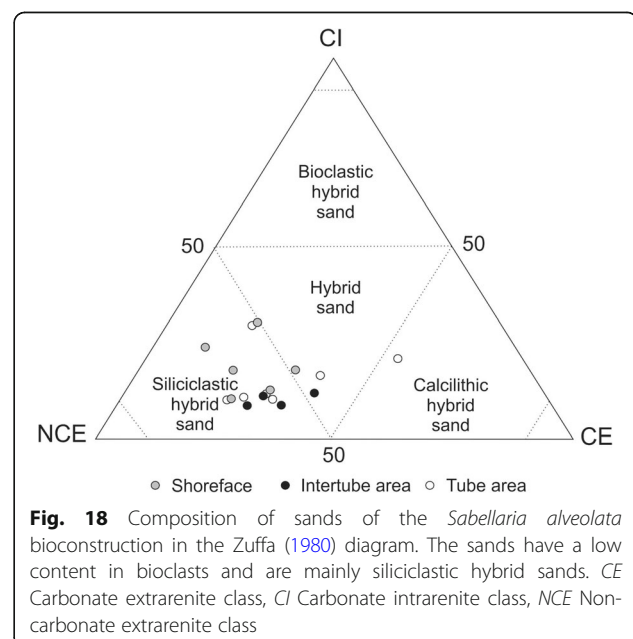 CI
Bioclastic
hybrid
sand
50
50
Hybrid
sand
Siliciclastic
hybrid
sand
Calcilithic
hybrid
sand
NCE
50
CE
Shoreface Intertube area Tube area
Fig. 18 Composition of sands of the Sabellaria alveolata
bioconstruction in the Zuffa (1980) diagram. The sands have a low
content in bioclasts and are mainly siliciclastic hybrid sands. CE
Carbonate extrarenite class, CI Carbonate intrarenite class, NCE Non-
carbonate extrarenite class